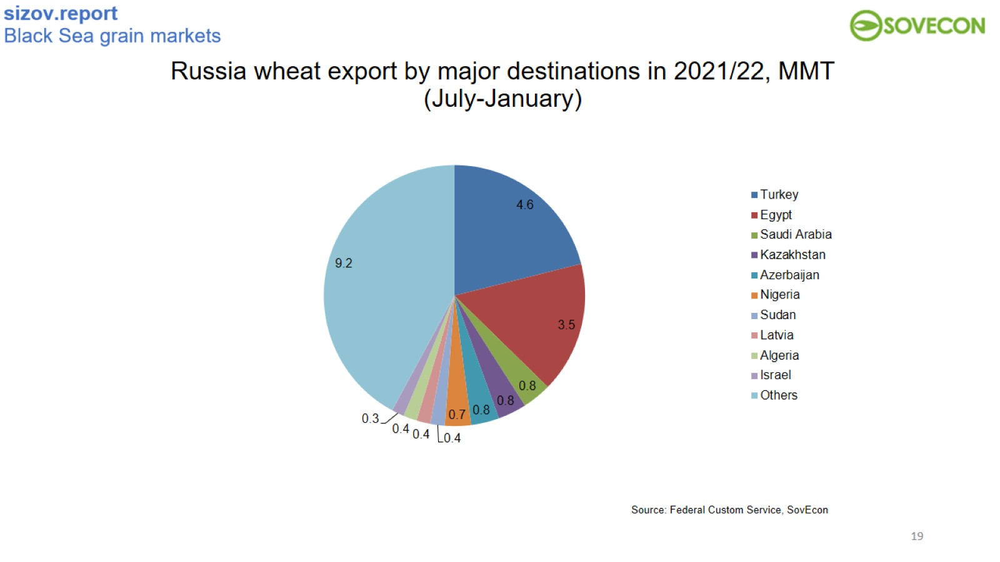 sizov.report
Black Sea grain markets
SOVECON
Russia wheat export by major destinations in 2021/22, MMT
(July-January)
4.6
9.2
3.5
0.8
0.8
0.8
0.7
0.3
0.4
0.4
0.4
Turkey
Egypt
Saudi Arabia
Kazakhstan
Azerbaijan
Nigeria
Sudan
Latvia
Algeria
Israel
Others
Source: Federal Custom Service, SovEcon
19